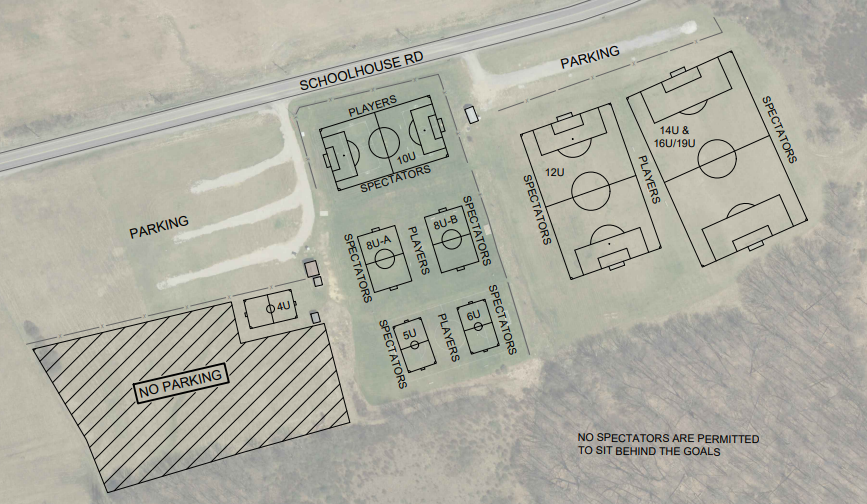 SCHOOLHOUSE RD
PARKING
PLAYERS
10U
SPECTATORS
14U &
16U/19U
SPECTATORS
12U
PLAYERS
SPECTATORS
PARKING
SPECTATORS
8U-A
PLAYERS
8U-B
SPECTATORS
4U
SPECTATORS
5U
PLAYERS
6U
SPECTATORS
NO PARKING
NO SPECTATORS ARE PERMITTED
TO SIT BEHIND THE GOALS